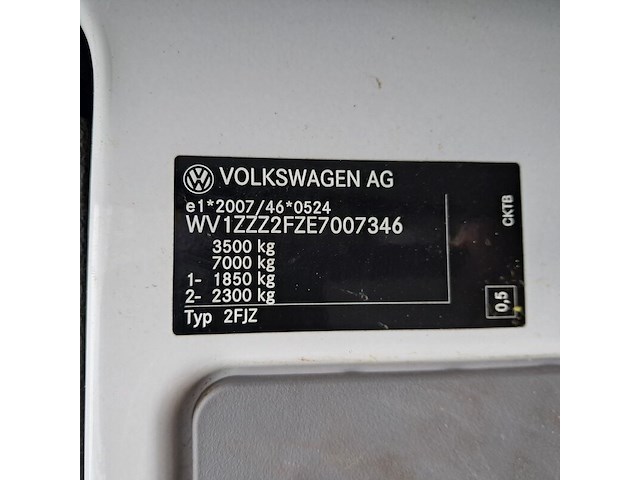 VOLKSWAGEN AG
e1*2007/46*0524
WV1ZZZ2FZE7007346
3500 kg
7000 kg
1- 1850 kg
2- 2300 kg
Typ 2FJZ
CKTB
0,5